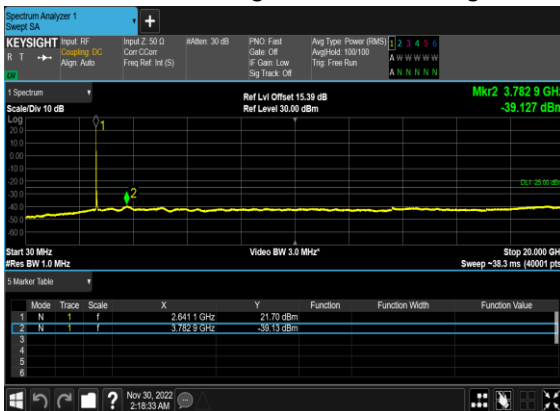 Spectrum Analyzer 1
Swept SA
KEYSIGHT Input: RF Input Z: 50 Ω #Atten: 30 dB PNO: Fast Avg Type: Power (RMS) 1 2 3 4 5 6
R T Coupling: DC Corr CCorr Gate: Off Avg|Hold: 100/100 A W W W W W
Align: Auto Freq Ref: Int (S) IF Gain: Low Trig: Free Run
Sig Track: Off A N N N N N
LV
1 Spectrum Ref Lvl Offset 15.39 dB Mkr2 3.782 9 GHz
Scale/Div 10 dB Ref Level 30.00 dBm -39.127 dBm
Log
20.0
10.0
0.00
-10.0
-20.0
DL1 -25.00 dBm
-30.0
-40.0
-50.0
-60.0
1
2
Start 30 MHz Video BW 3.0 MHz* Stop 20.000 GHz
#Res BW 1.0 MHz Sweep ~38.3 ms (40001 pts)
5 Marker Table
Mode Trace Scale X Y Function Function Width Function Value
1 N 1 f 2.641 1 GHz 21.70 dBm
2 N 1 f 3.782 9 GHz -39.13 dBm
3
4
5
6
? Nov 30, 2022
2:18:33 AM